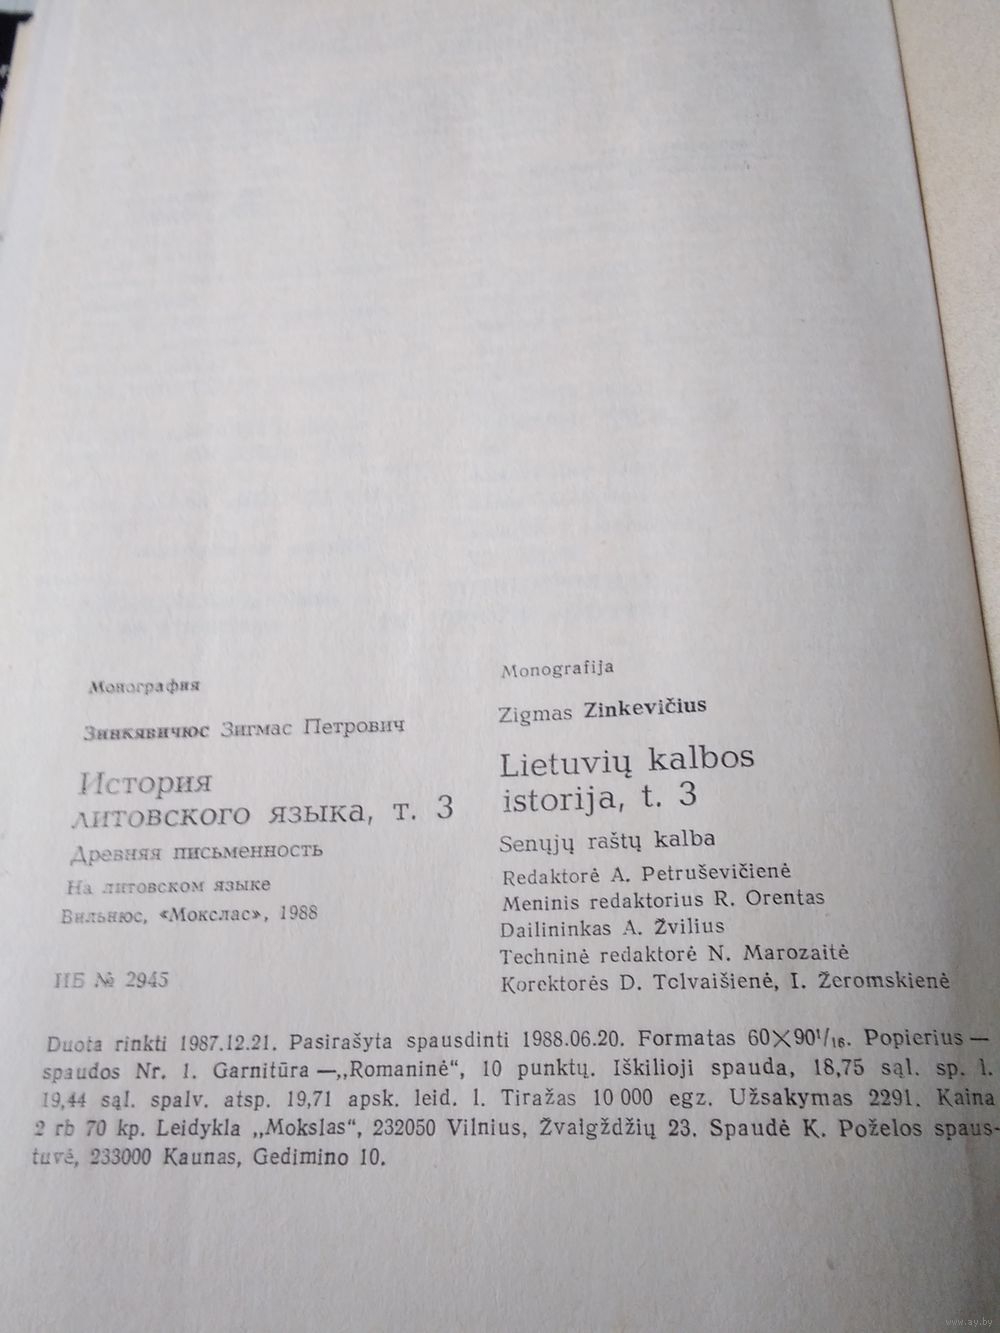 Монография
Зинкявичюс Зигмас Петрович
История
литовского языка, т. 3
Древняя письменность
На литовском языке
Вильнюс, «Мокслас», 1988
ИБ № 2945
Monografija
Zigmas Zinkevičius
Lietuvių kalbos
istorija, t. 3
Senųjų raštų kalba
Redaktorė A. Petruševičienė
Meninis redaktorius R. Orentas
Dailininkas A. Žvilius
Techninė redaktorė N. Marozaitė
Korektorės D. Tolvaišienė, I. Žeromskienė
Duota rinkti 1987.12.21. Pasirašyta spausdinti 1988.06.20. Formatas 60×90¹/₁₆. Popierius —
spaudos Nr. 1. Garnitūra —„Romaninė“, 10 punktų. Iškilioji spauda, 18,75 sąl. sp. l.
19,44 sąl. spalv. atsp. 19,71 apsk. leid. l. Tiražas 10 000 egz. Užsakymas 2291. Kaina
2 rb 70 kp. Leidykla „Mokslas“, 232050 Vilnius, Žvaigždžių 23. Spaudė K. Poželos spaus-
tuvė, 233000 Kaunas, Gedimino 10.
www.ay.by